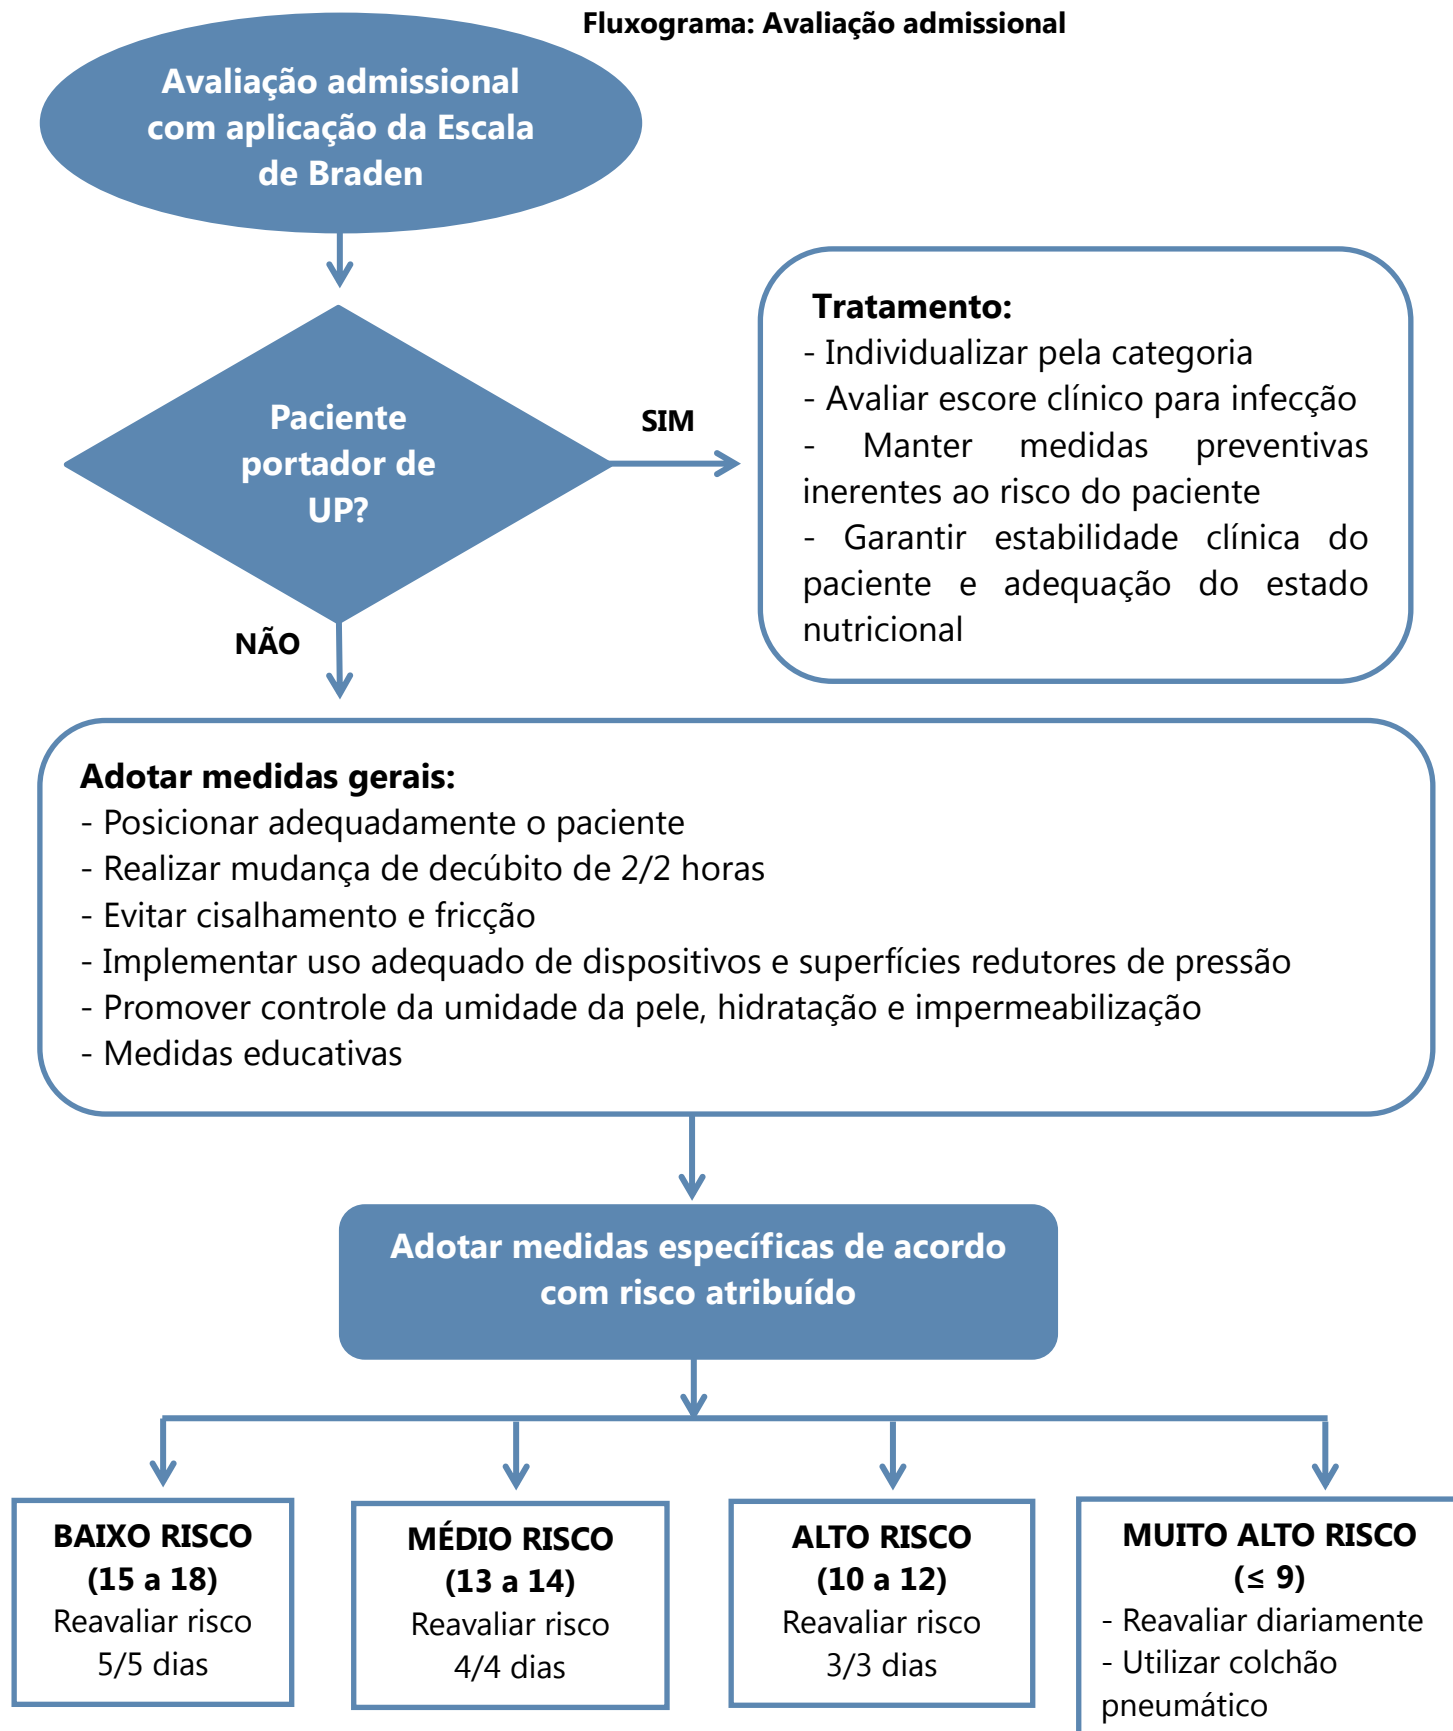 Fluxograma: Avaliação admissional
Avaliação admissional
com aplicação da Escala
de Braden
Paciente
portador de
UP?
SIM
Tratamento:
- Individualizar pela categoria
- Avaliar escore clínico para infecção
- Manter medidas preventivas
inerentes ao risco do paciente
- Garantir estabilidade clínica do
paciente e adequação do estado
nutricional
NÃO
Adotar medidas gerais:
- Posicionar adequadamente o paciente
- Realizar mudança de decúbito de 2/2 horas
- Evitar cisalhamento e fricção
- Implementar uso adequado de dispositivos e superfícies redutores de pressão
- Promover controle da umidade da pele, hidratação e impermeabilização
- Medidas educativas
Adotar medidas específicas de acordo
com risco atribuído
BAIXO RISCO
(15 a 18)
Reavaliar risco
5/5 dias
MÉDIO RISCO
(13 a 14)
Reavaliar risco
4/4 dias
ALTO RISCO
(10 a 12)
Reavaliar risco
3/3 dias
MUITO ALTO RISCO
(≤ 9)
- Reavaliar diariamente
- Utilizar colchão
pneumático